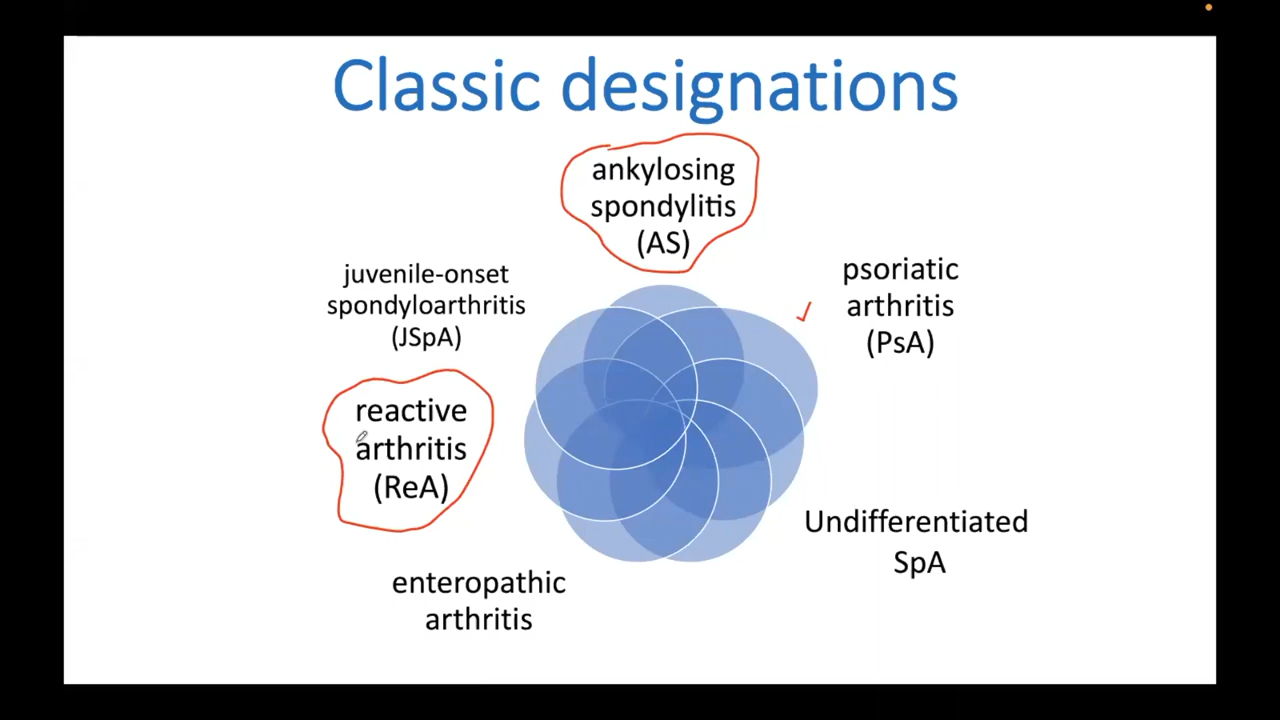 Classic designations
ankylosing
spondylitis
(AS)
psoriatic
arthritis
(PsA)
Undifferentiated
SpA
enteropathic
arthritis
reactive
arthritis
(ReA)
juvenile-onset
spondyloarthritis
(JSpA)